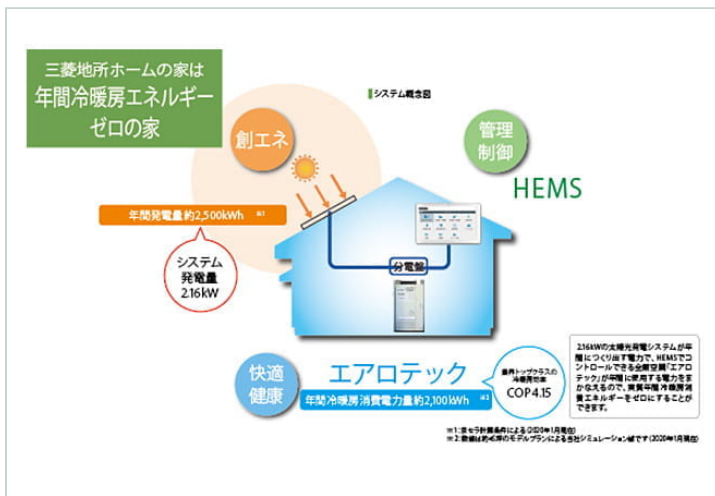 三菱地所ホームの家は
年間冷暖房エネルギー
ゼロの家
システム概念図
創エネ
管理
制御
HEMS
年間発電量約2,500kWh ※1
システム
発電量
2.16kW
分電盤
快適
健康
エアロテック
年間冷暖房消費電力量約2,100kWh ※2
業界トップクラスの
冷暖房効率
COP4.15
2.16kWの太陽光発電システムが年
間につくり出す電力で、HEMSでコ
ントロールできる全館空調「エアロ
テック」が年間に使用する電力をま
かなえるので、実質年間冷暖房消
費エネルギーをゼロにすることが
できます。
※1:京セラ計算条件による(2020年1月現在)
※2:数値は約45坪のモデルプランによる当社シミュレーション値です(2020年1月現在)